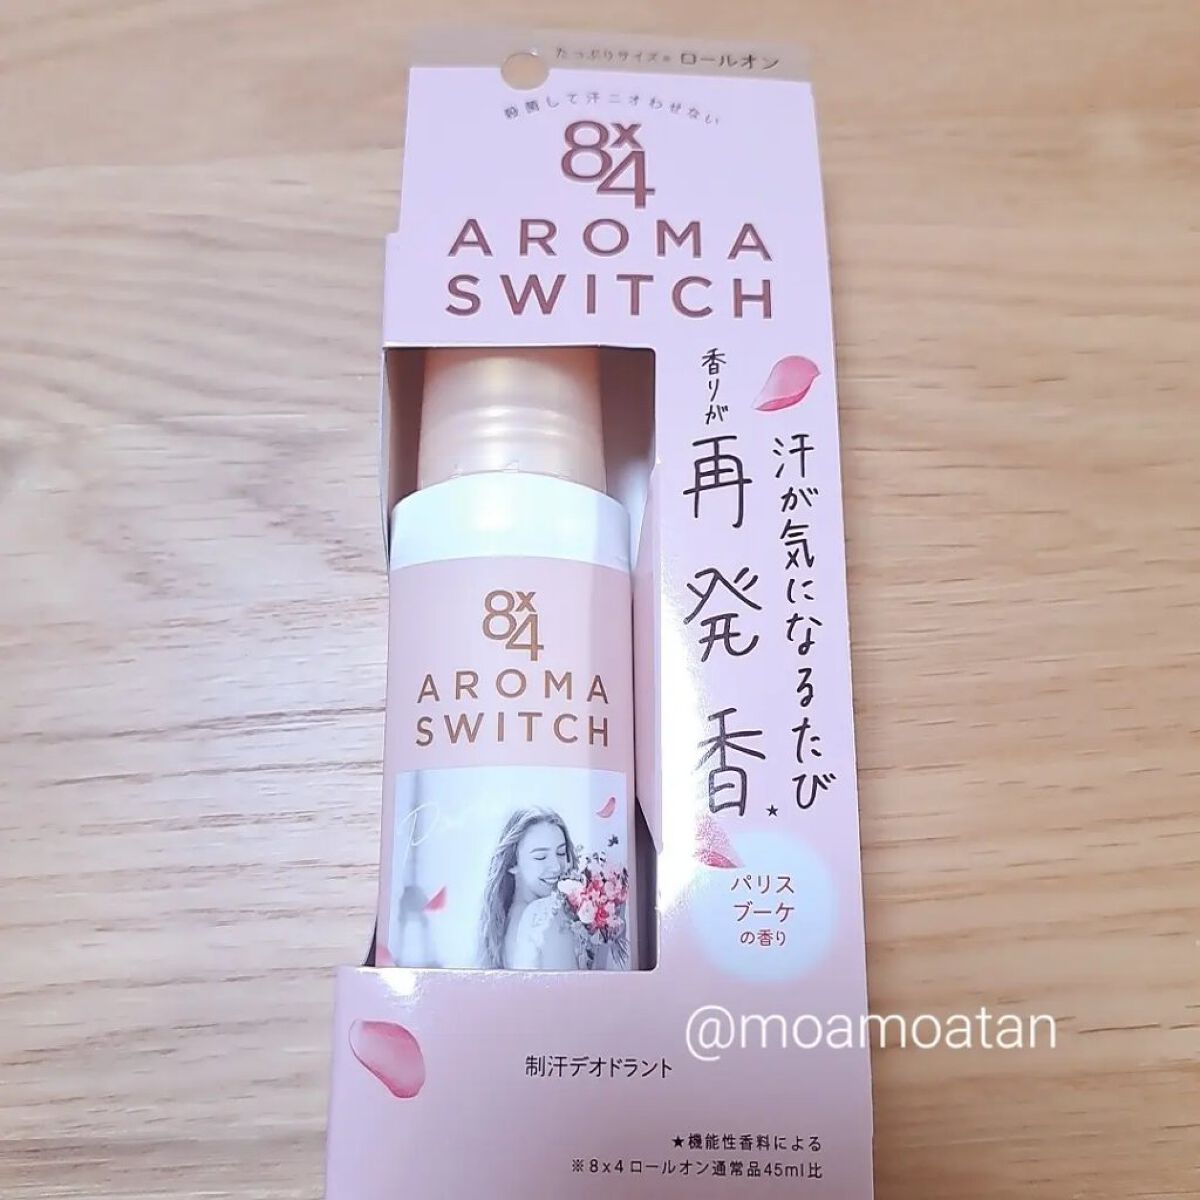 たっぷりサイズ※ ロールオン
殺菌して汗ニオわせない
8x4
AROMA
SWITCH
汗が気になるたび
香りが
再発香★
パリス
ブーケ
の香り
8x4
AROMA
SWITCH
@moamoatan
制汗デオドラント
★機能性香料による
※8x4ロールオン通常品45ml比